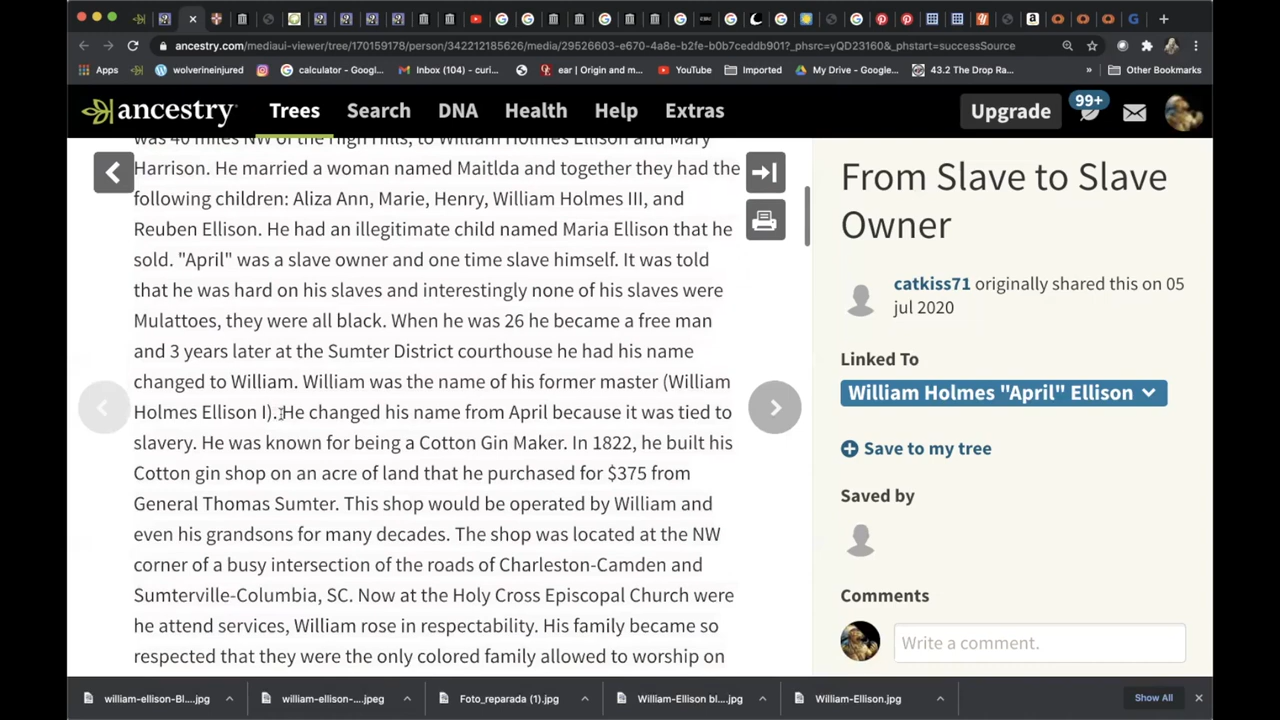 ancestry.com/mediaui-viewer/tree/170159178/person/342212185626/media/29526603-e670-4a8e-b2fe-b0b7ceddb901?_phsrc=yQD23160&_phstart=successSource
Apps
wolverineinjured
calculator - Googl...
Inbox (104) - curi...
ear | Origin and m...
YouTube
Imported
My Drive - Google...
43.2 The Drop Ra...
»
Other Bookmarks
ancestry
Trees
Search
DNA
Health
Help
Extras
Upgrade
99+
was 40 miles NW of the High Hills, to William Holmes Ellison and Mary
Harrison. He married a woman named Maitlda and together they had the
following children: Aliza Ann, Marie, Henry, William Holmes III, and
Reuben Ellison. He had an illegitimate child named Maria Ellison that he
sold. "April" was a slave owner and one time slave himself. It was told
that he was hard on his slaves and interestingly none of his slaves were
Mulattoes, they were all black. When he was 26 he became a free man
and 3 years later at the Sumter District courthouse he had his name
changed to William. William was the name of his former master (William
Holmes Ellison I). He changed his name from April because it was tied to
slavery. He was known for being a Cotton Gin Maker. In 1822, he built his
Cotton gin shop on an acre of land that he purchased for $375 from
General Thomas Sumter. This shop would be operated by William and
even his grandsons for many decades. The shop was located at the NW
corner of a busy intersection of the roads of Charleston-Camden and
Sumterville-Columbia, SC. Now at the Holy Cross Episcopal Church were
he attend services, William rose in respectability. His family became so
respected that they were the only colored family allowed to worship on
From Slave to Slave
Owner
catkiss71 originally shared this on 05
jul 2020
Linked To
William Holmes "April" Ellison
Save to my tree
Saved by
Comments
Write a comment.
william-ellison-Bl....jpg
william-ellison-....jpeg
Foto_reparada (1).jpg
William-Ellison bl....jpg
William-Ellison.jpg
Show All